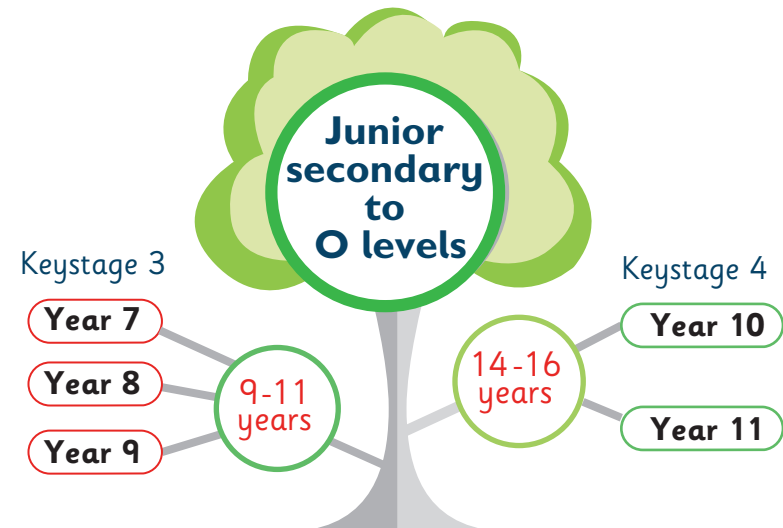 Junior
secondary
to
O levels
Keystage 3
Year 7
Year 8
Year 9
9-11
years
Keystage 4
14-16
years
Year 10
Year 11